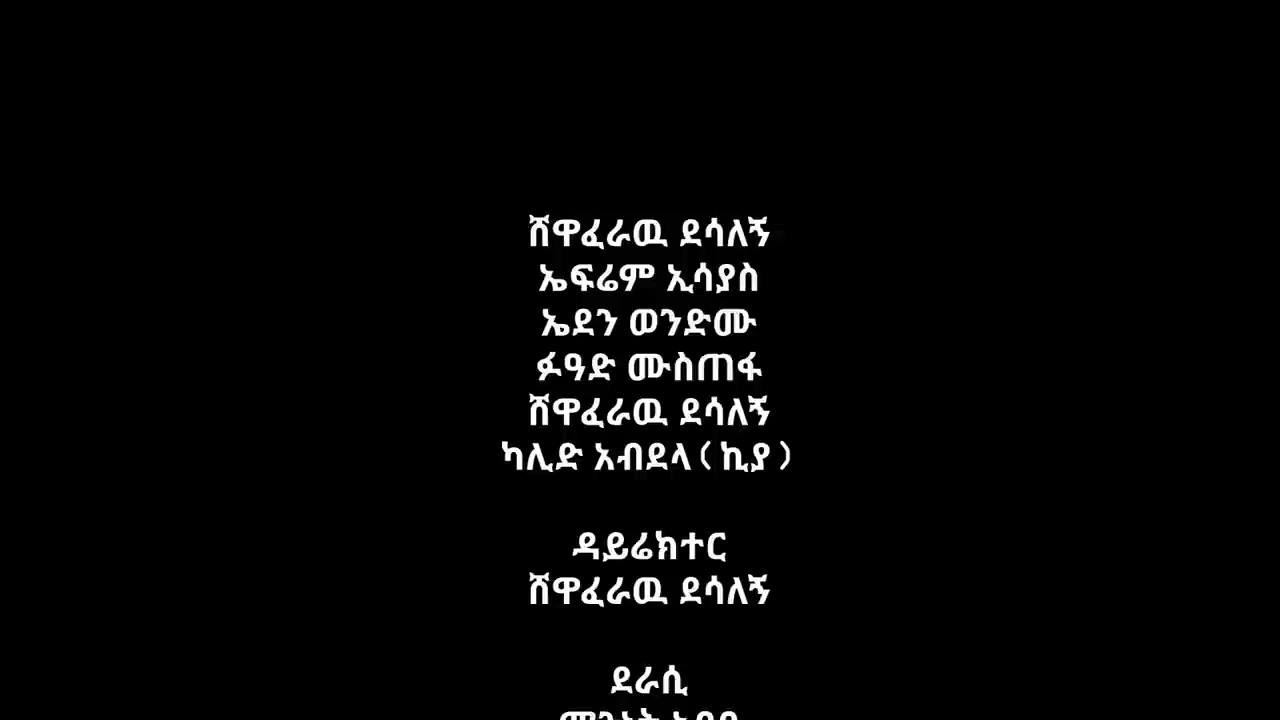 ሸዋፈራዉ ደሳለኝ
ኤፍሬም ኢሳያስ
ኤደን ወንድሙ
ፉዓድ ሙስጠፋ
ሸዋፈራዉ ደሳለኝ
ካሊድ አብደላ(ኪያ)
ዳይሬክተር
ሸዋፈራዉ ደሳለኝ
ደራሲ